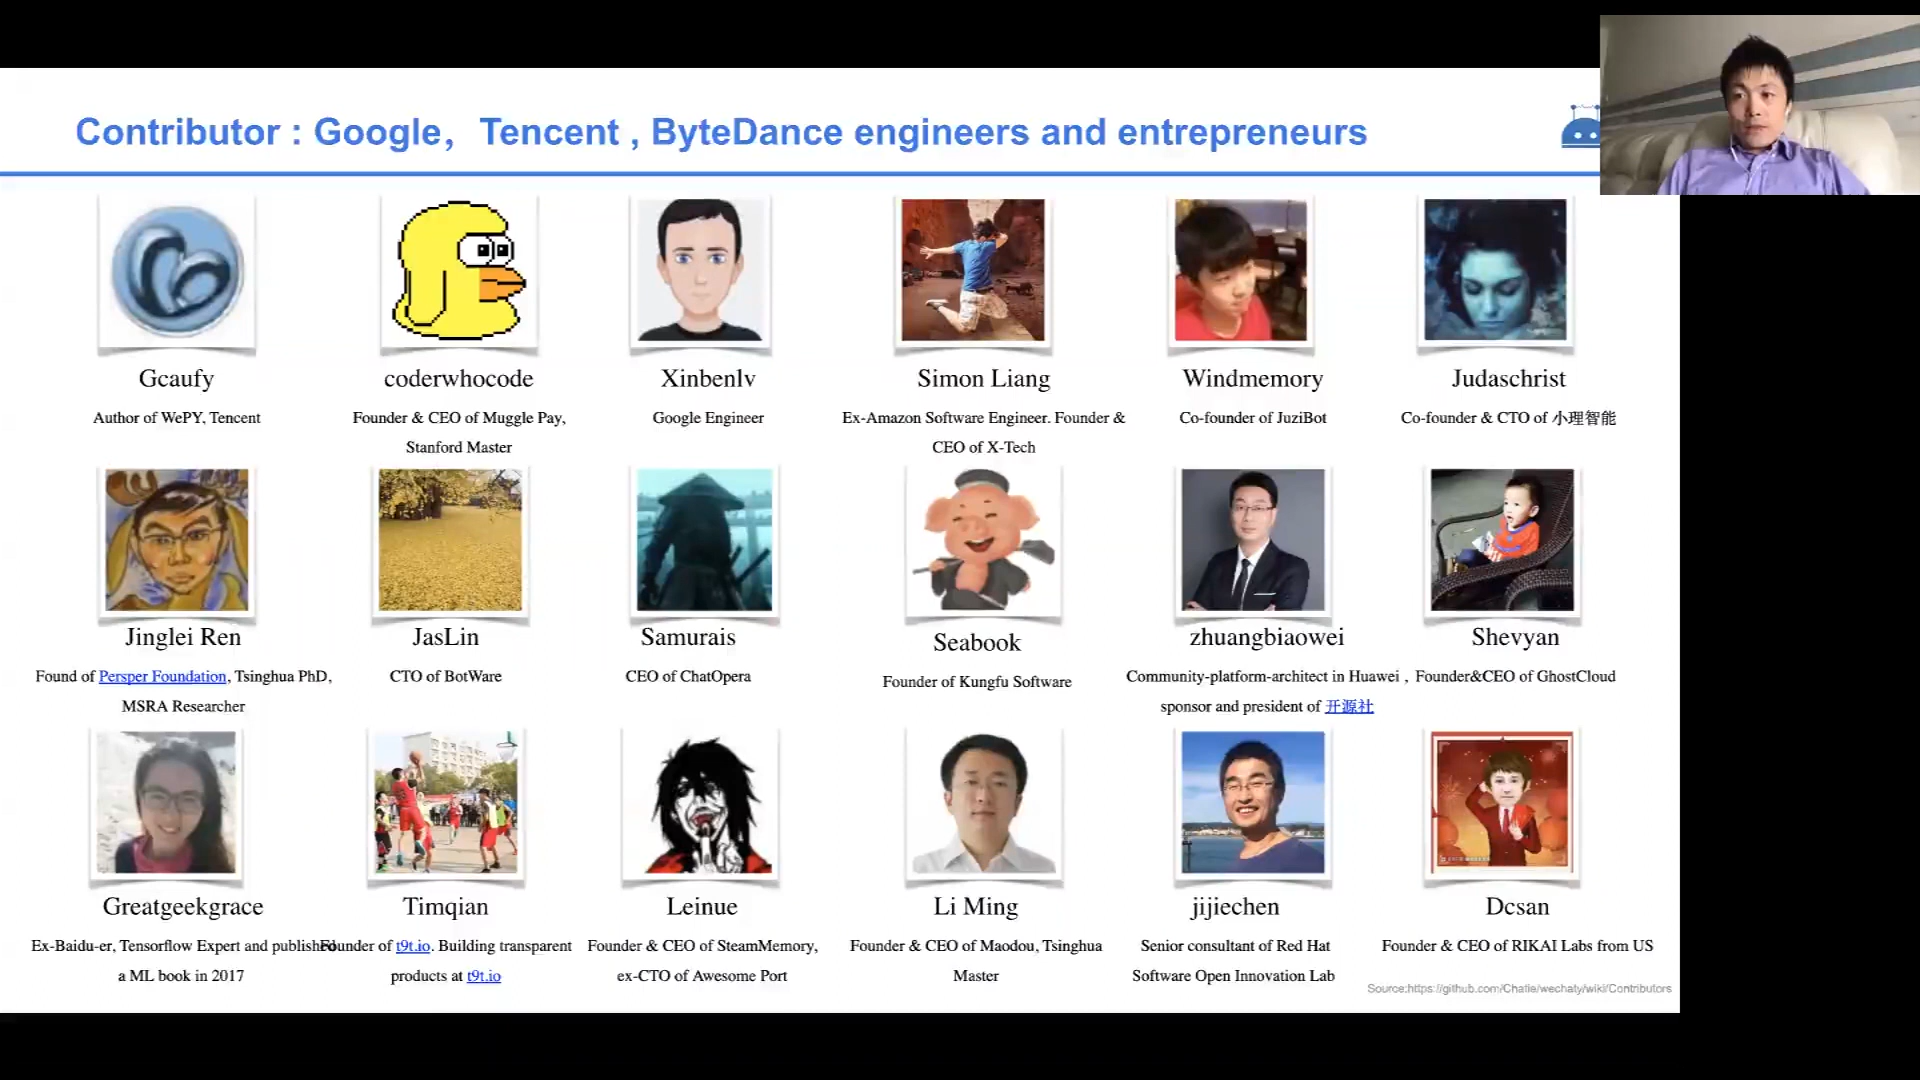 Contributor : Google，Tencent , ByteDance engineers and entrepreneurs
Gcaufy
Author of WePY, Tencent
coderwhocode
Founder & CEO of Muggle Pay,
Stanford Master
Xinbenlv
Google Engineer
Simon Liang
Ex-Amazon Software Engineer. Founder &
CEO of X-Tech
Windmemory
Co-founder of JuziBot
Judaschrist
Co-founder & CTO of 小理智能
Jinglei Ren
Found of Persper Foundation, Tsinghua PhD,
MSRA Researcher
JasLin
CTO of BotWare
Samurais
CEO of ChatOpera
Seabook
Founder of Kungfu Software
zhuangbiaowei
Community-platform-architect in Huawei ,
sponsor and president of 开源社
Shevyan
Founder&CEO of GhostCloud
Greatgeekgrace
Ex-Baidu-er, Tensorflow Expert and published
a ML book in 2017
Timqian
Founder of t9t.io. Building transparent
products at t9t.io
Leinue
Founder & CEO of SteamMemory,
ex-CTO of Awesome Port
Li Ming
Founder & CEO of Maodou, Tsinghua
Master
jijiechen
Senior consultant of Red Hat
Software Open Innovation Lab
Dcsan
Founder & CEO of RIKAI Labs from US
Source:https://github.com/Chatie/wechaty/wiki/Contributors